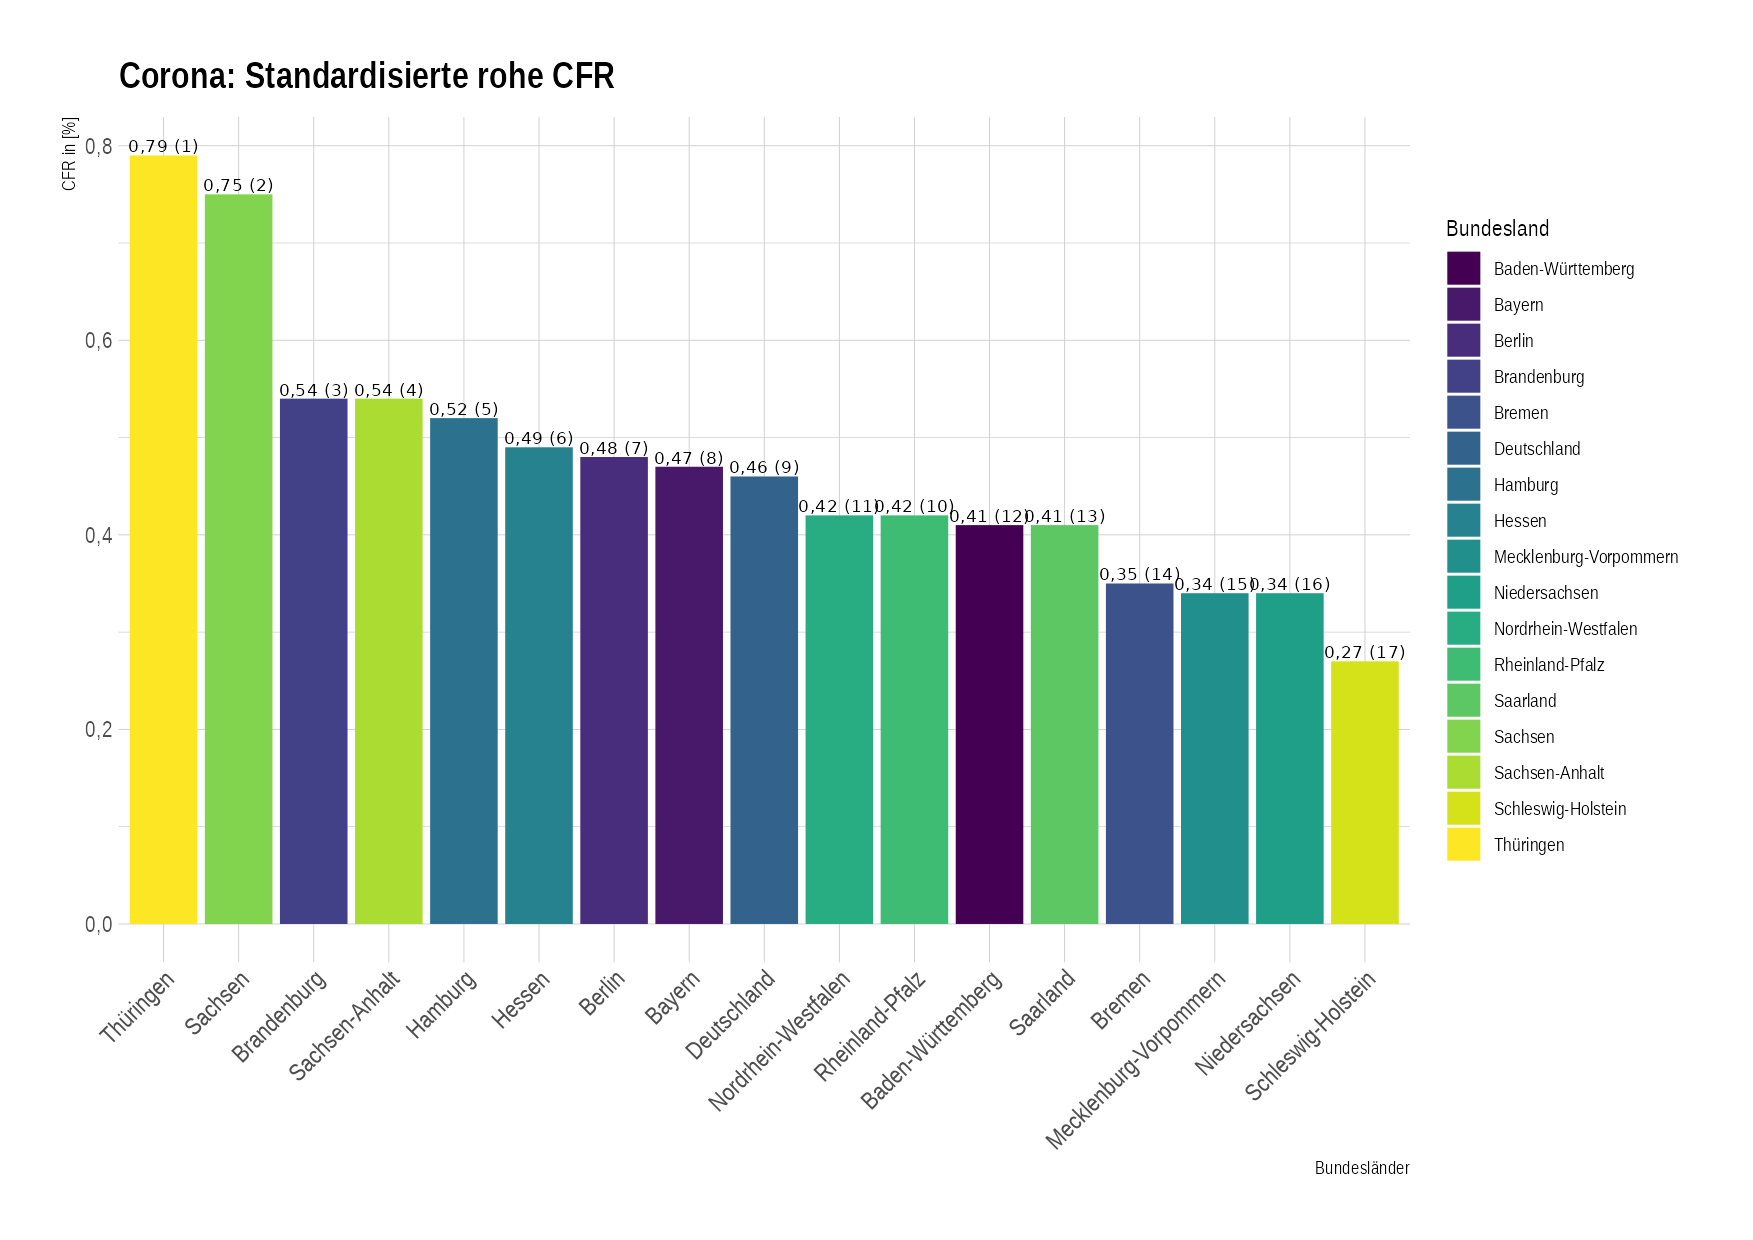 Corona: Standardisierte rohe CFR
CFR in [%]
0,8
0,6
0,4
0,2
0,0
0,79 (1)
0,75 (2)
0,54 (3)
0,54 (4)
0,52 (5)
0,49 (6)
0,48 (7)
0,47 (8)
0,46 (9)
0,42 (11)
0,42 (10)
0,41 (12)
0,41 (13)
0,35 (14)
0,34 (15)
0,34 (16)
0,27 (17)
Thüringen
Sachsen
Brandenburg
Sachsen-Anhalt
Hamburg
Hessen
Berlin
Bayern
Deutschland
Nordrhein-Westfalen
Rheinland-Pfalz
Baden-Württemberg
Saarland
Bremen
Mecklenburg-Vorpommern
Niedersachsen
Schleswig-Holstein
Bundesländer
Bundesland
Baden-Württemberg
Bayern
Berlin
Brandenburg
Bremen
Deutschland
Hamburg
Hessen
Mecklenburg-Vorpommern
Niedersachsen
Nordrhein-Westfalen
Rheinland-Pfalz
Saarland
Sachsen
Sachsen-Anhalt
Schleswig-Holstein
Thüringen